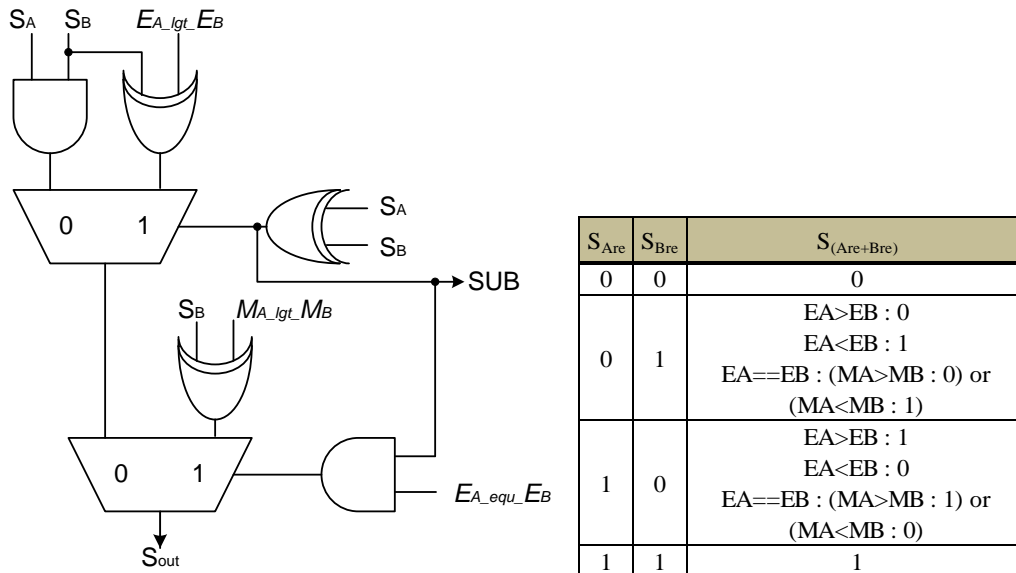 SA SB EA_lgt_EB
0 1
SA
SB
SUB
SB MA_lgt_MB
0 1
EA_equ_EB
Sout
SAre SBre S(Are+Bre)
0 0 0
0 1 EA>EB : 0
EA<EB : 1
EA==EB : (MA>MB : 0) or
(MA<MB : 1)
1 0 EA>EB : 1
EA<EB : 0
EA==EB : (MA>MB : 1) or
(MA<MB : 0)
1 1 1